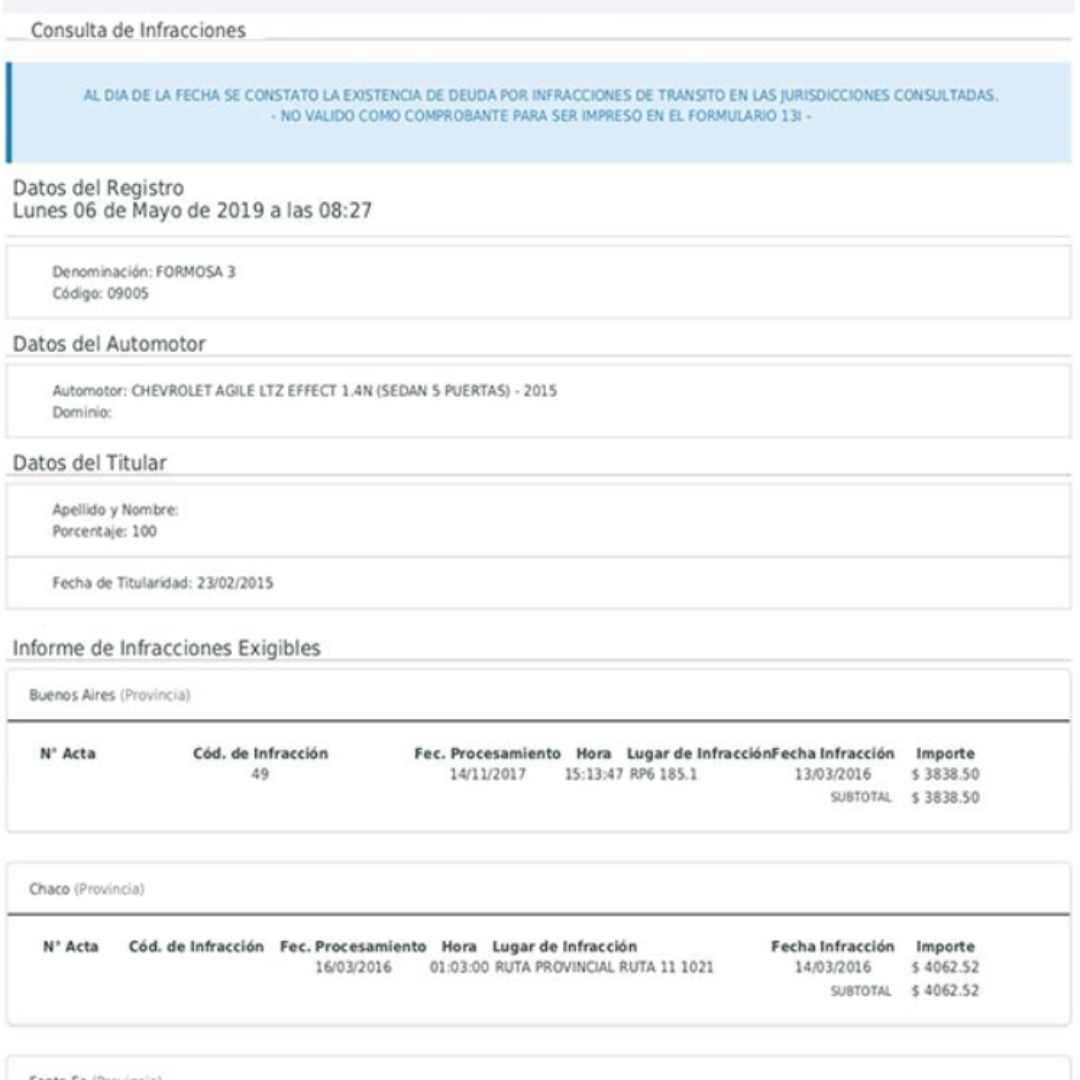 Consulta de Infracciones
AL DIA DE LA FECHA SE CONSTATO LA EXISTENCIA DE DEUDA POR INFRACCIONES DE TRANSITO EN LAS JURISDICCIONES CONSULTADAS.
- NO VALIDO COMO COMPROBANTE PARA SER IMPRESO EN EL FORMULARIO 13I -
Datos del Registro
Lunes 06 de Mayo de 2019 a las 08:27
Denominación: FORMOSA 3
Código: 09005
Datos del Automotor
Automotor: CHEVROLET AGILE LTZ EFFECT 1.4N (SEDAN 5 PUERTAS) - 2015
Dominio:
Datos del Titular
Apellido y Nombre:
Porcentaje: 100
Fecha de Titularidad: 23/02/2015
Informe de Infracciones Exigibles
Buenos Aires (Provincia)
N° Acta Cód. de Infracción Fec. Procesamiento Hora Lugar de Infracción Fecha Infracción Importe
49 14/11/2017 15:13:47 RP6 185.1 13/03/2016 $ 3838.50
SUBTOTAL $ 3838.50
Chaco (Provincia)
N° Acta Cód. de Infracción Fec. Procesamiento Hora Lugar de Infracción Fecha Infracción Importe
16/03/2016 01:03:00 RUTA PROVINCIAL RUTA 11 1021 14/03/2016 $ 4062.52
SUBTOTAL $ 4062.52